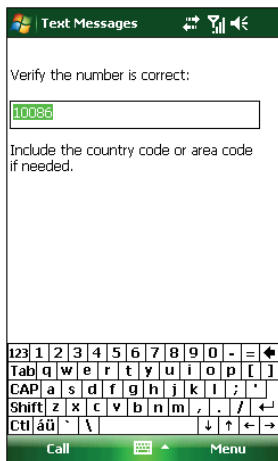 Text Messages
Verify the number is correct:
10086
Include the country code or area code
if needed.
123 1 2 3 4 5 6 7 8 9 0 - =
Tab q w e r t y u i o p [ ]
CAP a s d f g h j k l ; '
Shift z x c v b n m , . /
Ctl áü ` \
Call Menu